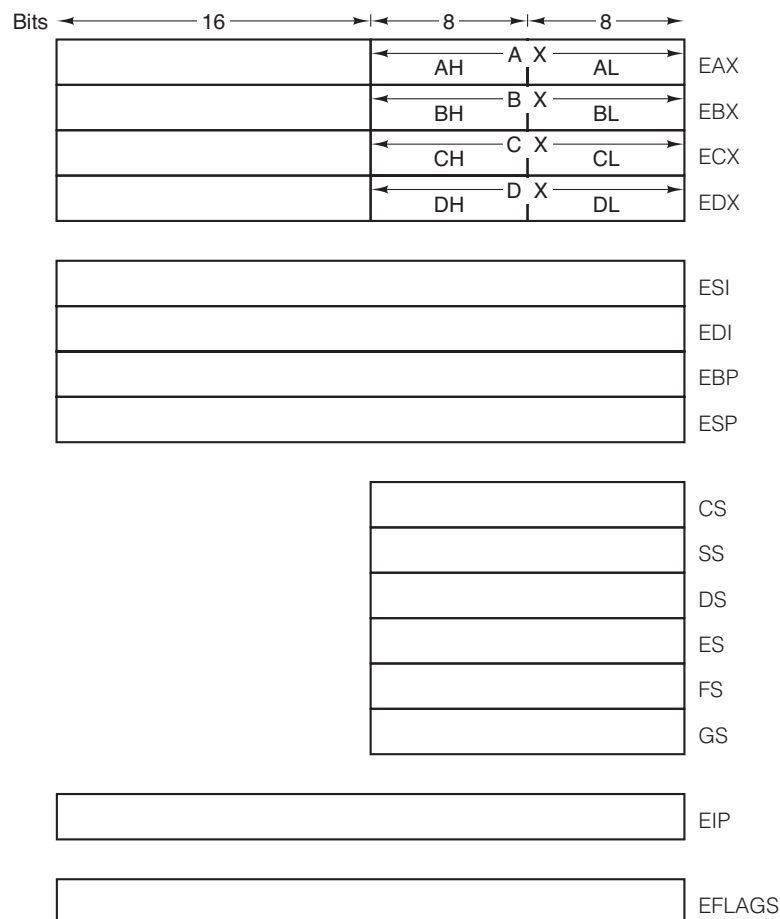 Bits 16 8 8
A X
AH AL EAX
B X
BH BL EBX
C X
CH CL ECX
D X
DH DL EDX
ESI
EDI
EBP
ESP
CS
SS
DS
ES
FS
GS
EIP
EFLAGS